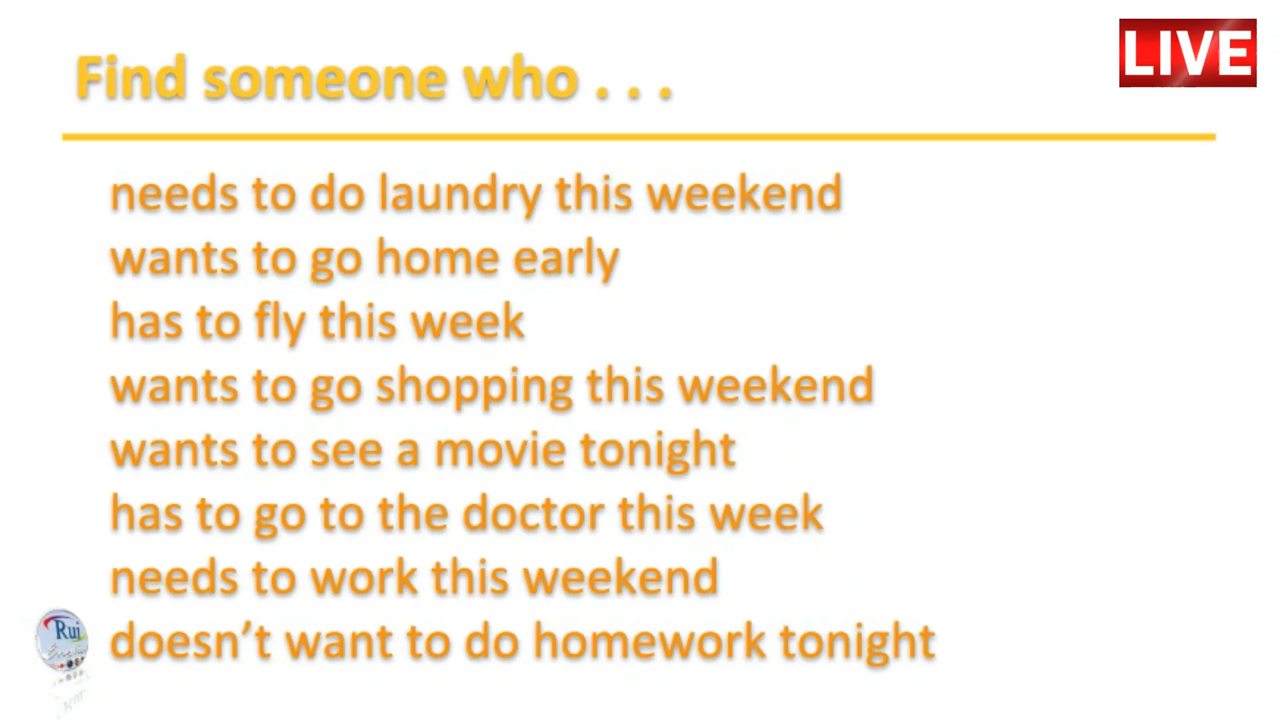 Find someone who . . .
LIVE
needs to do laundry this weekend
wants to go home early
has to fly this week
wants to go shopping this weekend
wants to see a movie tonight
has to go to the doctor this week
needs to work this weekend
Rui
doesn’t want to do homework tonight